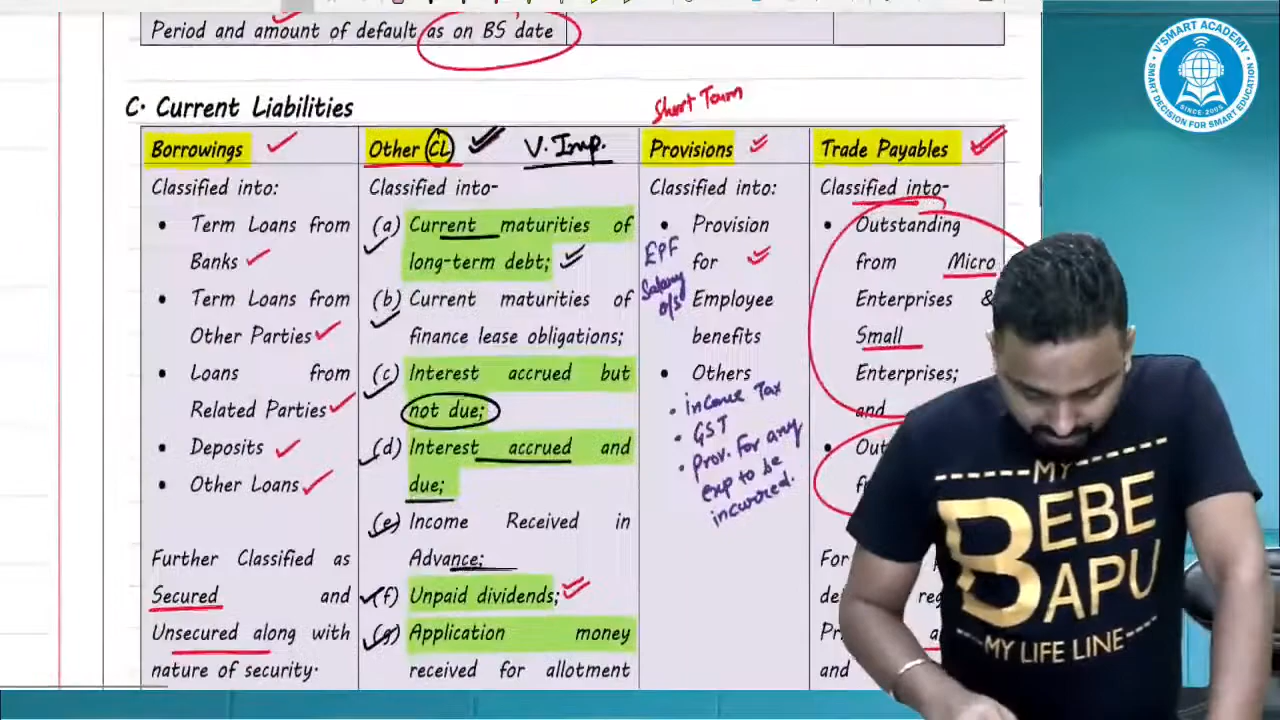 Period and amount of default as on BS date
V'SMART ACADEMY
SINCE-2005
SMART DECISION FOR SMART EDUCATION
C. Current Liabilities
Short Term
Borrowings
Classified into:
• Term Loans from
Banks
• Term Loans from
Other Parties
• Loans from
Related Parties
• Deposits
• Other Loans
Further Classified as
Secured and
Unsecured along with
nature of security.
Other CL V. Imp.
Classified into-
(a) Current maturities of
long-term debt;
(b) Current maturities of
finance lease obligations;
(c) Interest accrued but
not due;
(d) Interest accrued and
due;
(e) Income Received in
Advance;
(f) Unpaid dividends;
(g) Application money
received for allotment
Provisions
Classified into:
• Provision
for
Employee
benefits
EPF
Salary
o/s
• Others
• income Tax
• GST
• Prov. for any
exp to be
incurred.
Trade Payables
Classified into-
• Outstanding
from Micro
Enterprises &
Small
Enterprises;
and
•
For
and
MY
BEBE
BAPU
MY LIFE LINE